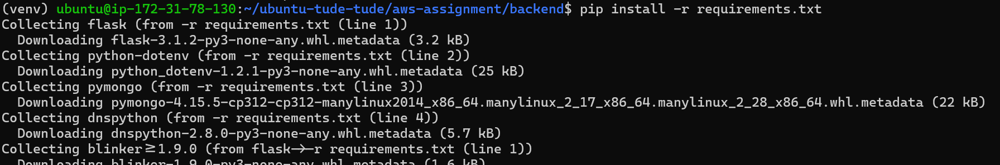 (venv) ubuntu@ip-172-31-78-130:~/ubuntu-tude-tude/aws-assignment/backend$ pip install -r requirements.txt
Collecting flask (from -r requirements.txt (line 1))
  Downloading flask-3.1.2-py3-none-any.whl.metadata (3.2 kB)
Collecting python-dotenv (from -r requirements.txt (line 2))
  Downloading python_dotenv-1.2.1-py3-none-any.whl.metadata (25 kB)
Collecting pymongo (from -r requirements.txt (line 3))
  Downloading pymongo-4.15.5-cp312-cp312-manylinux2014_x86_64.manylinux_2_17_x86_64.manylinux_2_28_x86_64.whl.metadata (22 kB)
Collecting dnspython (from -r requirements.txt (line 4))
  Downloading dnspython-2.8.0-py3-none-any.whl.metadata (5.7 kB)
Collecting blinker>=1.9.0 (from flask->-r requirements.txt (line 1))
  Downloading blinker-1.9.0-py3-none-any.whl.metadata (1.6 kB)